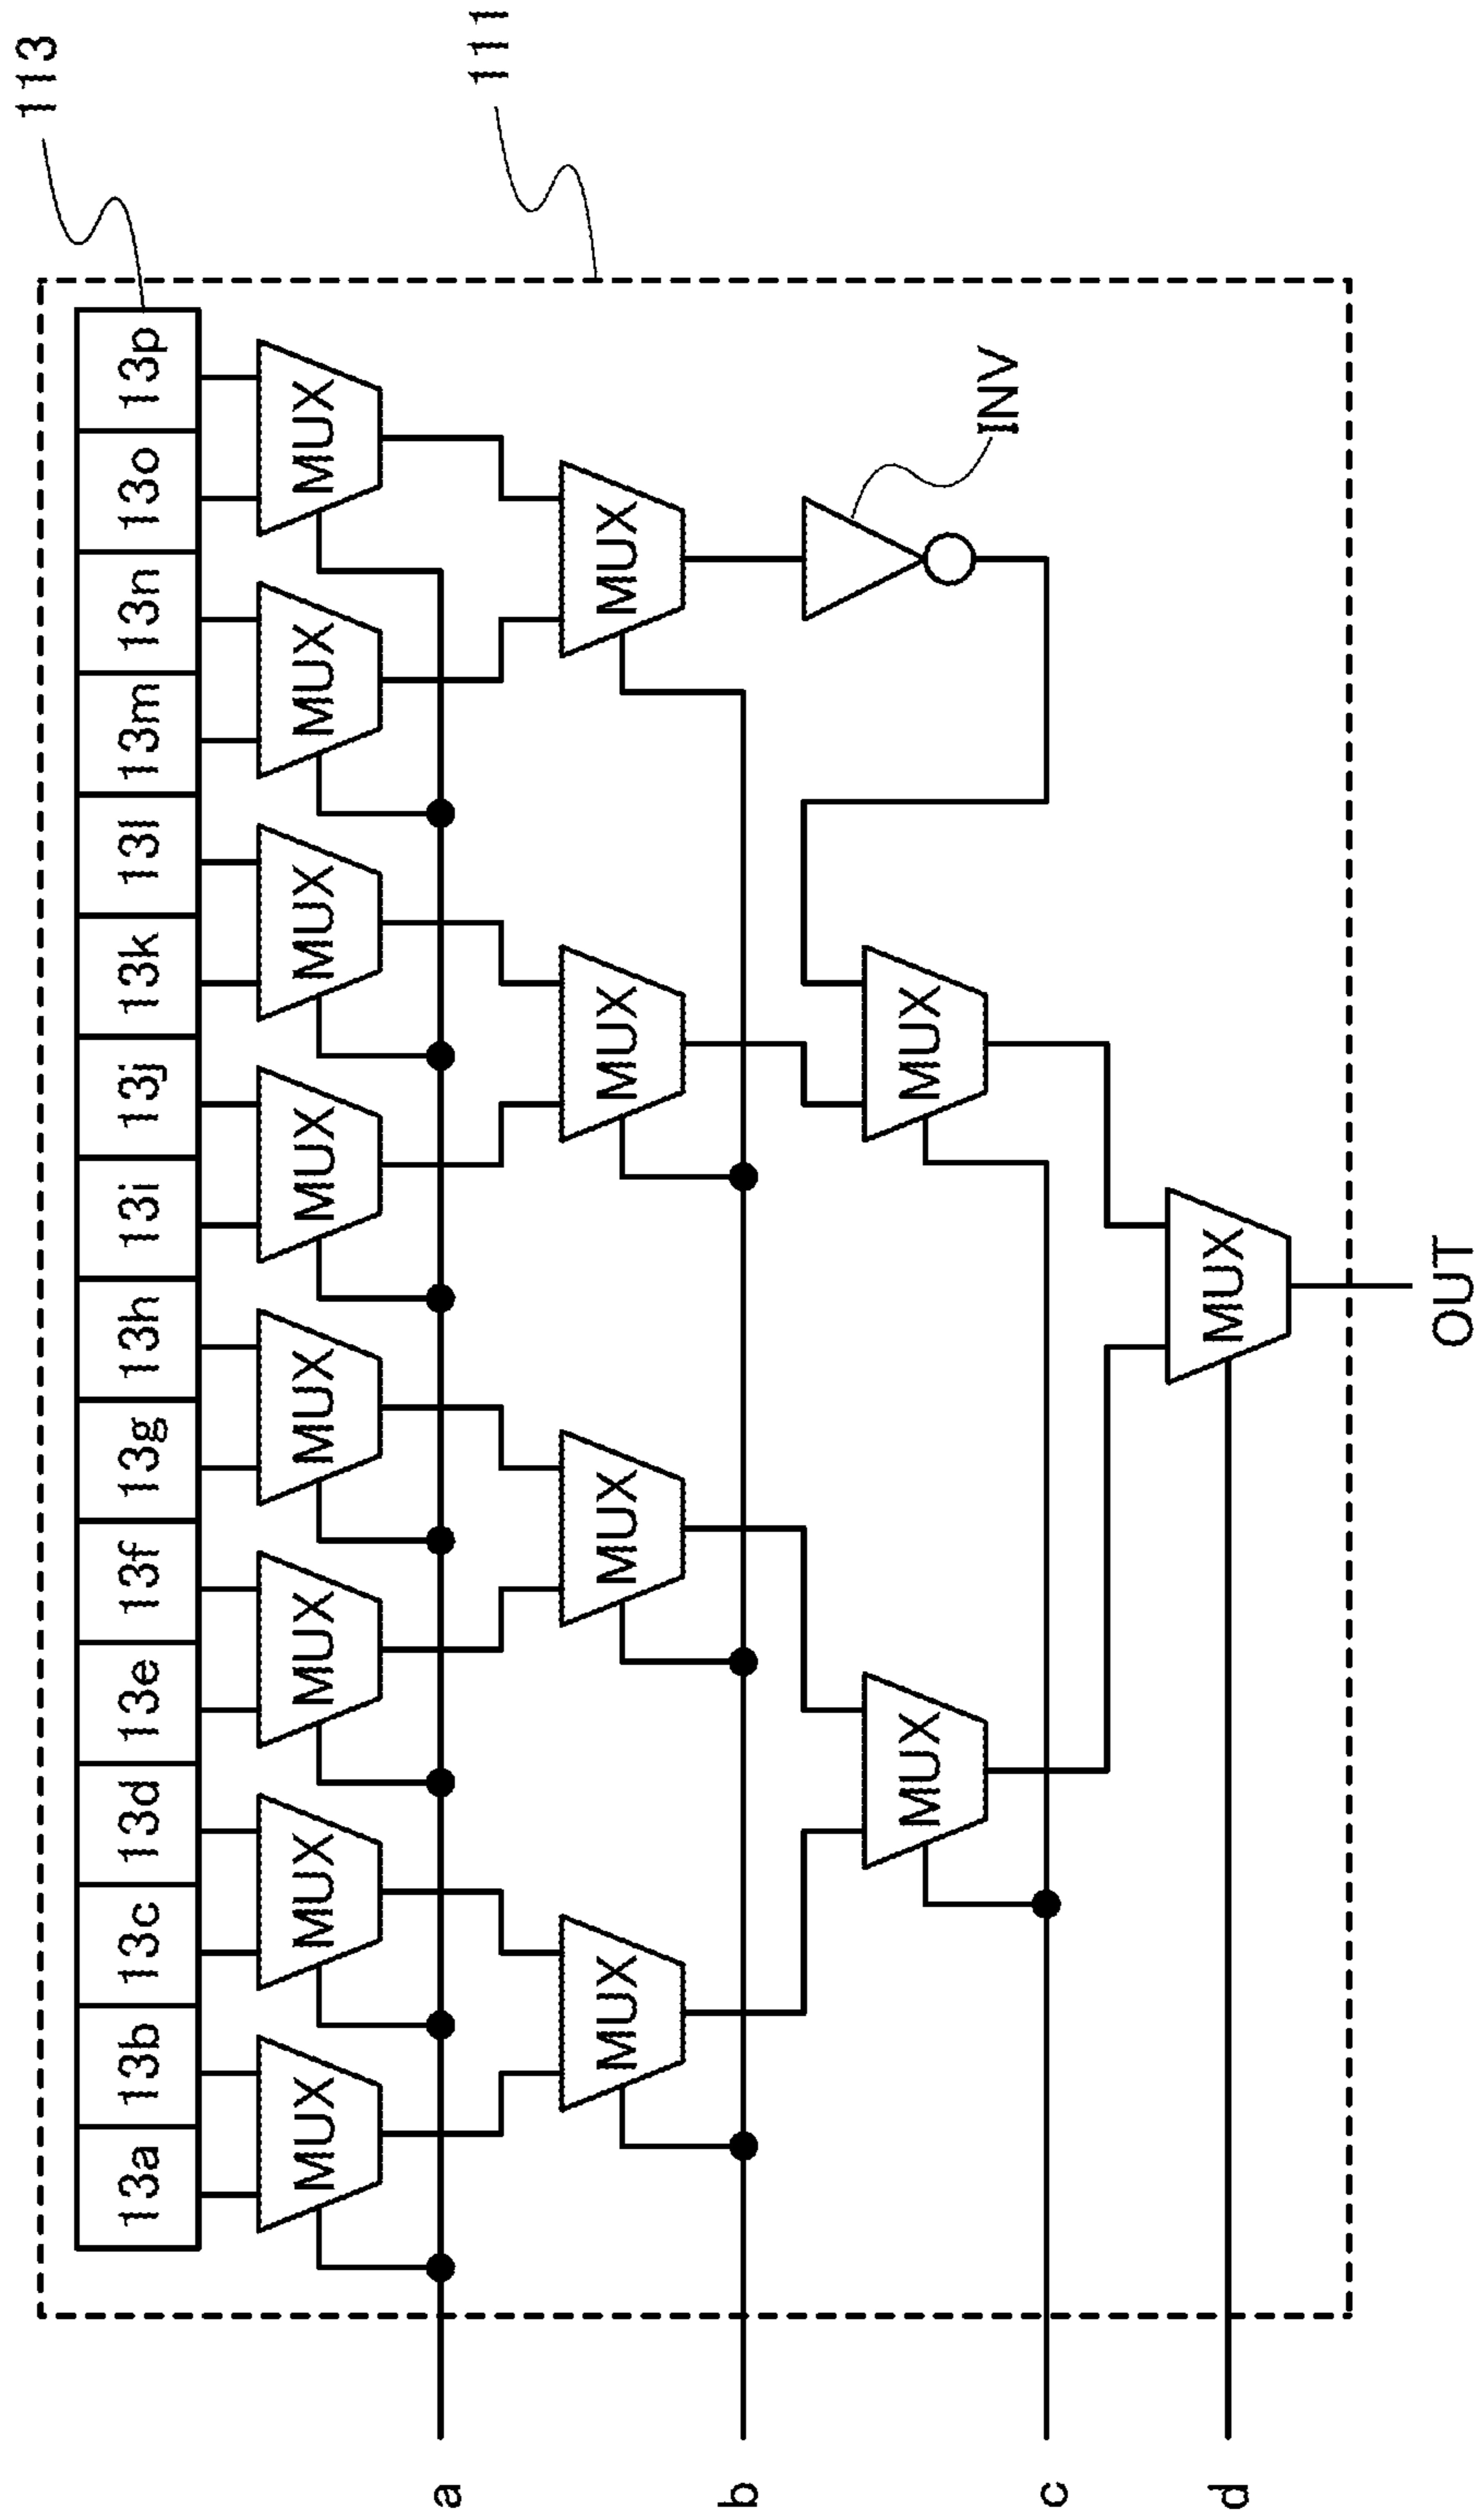 113
111
13a 13b 13c 13d 13e 13f 13g 13h 13i 13j 13k 13l 13m 13n 13o 13p
MUX MUX MUX MUX MUX MUX MUX MUX
a
MUX MUX MUX MUX
b
INV
MUX MUX
c
MUX
d
OUT